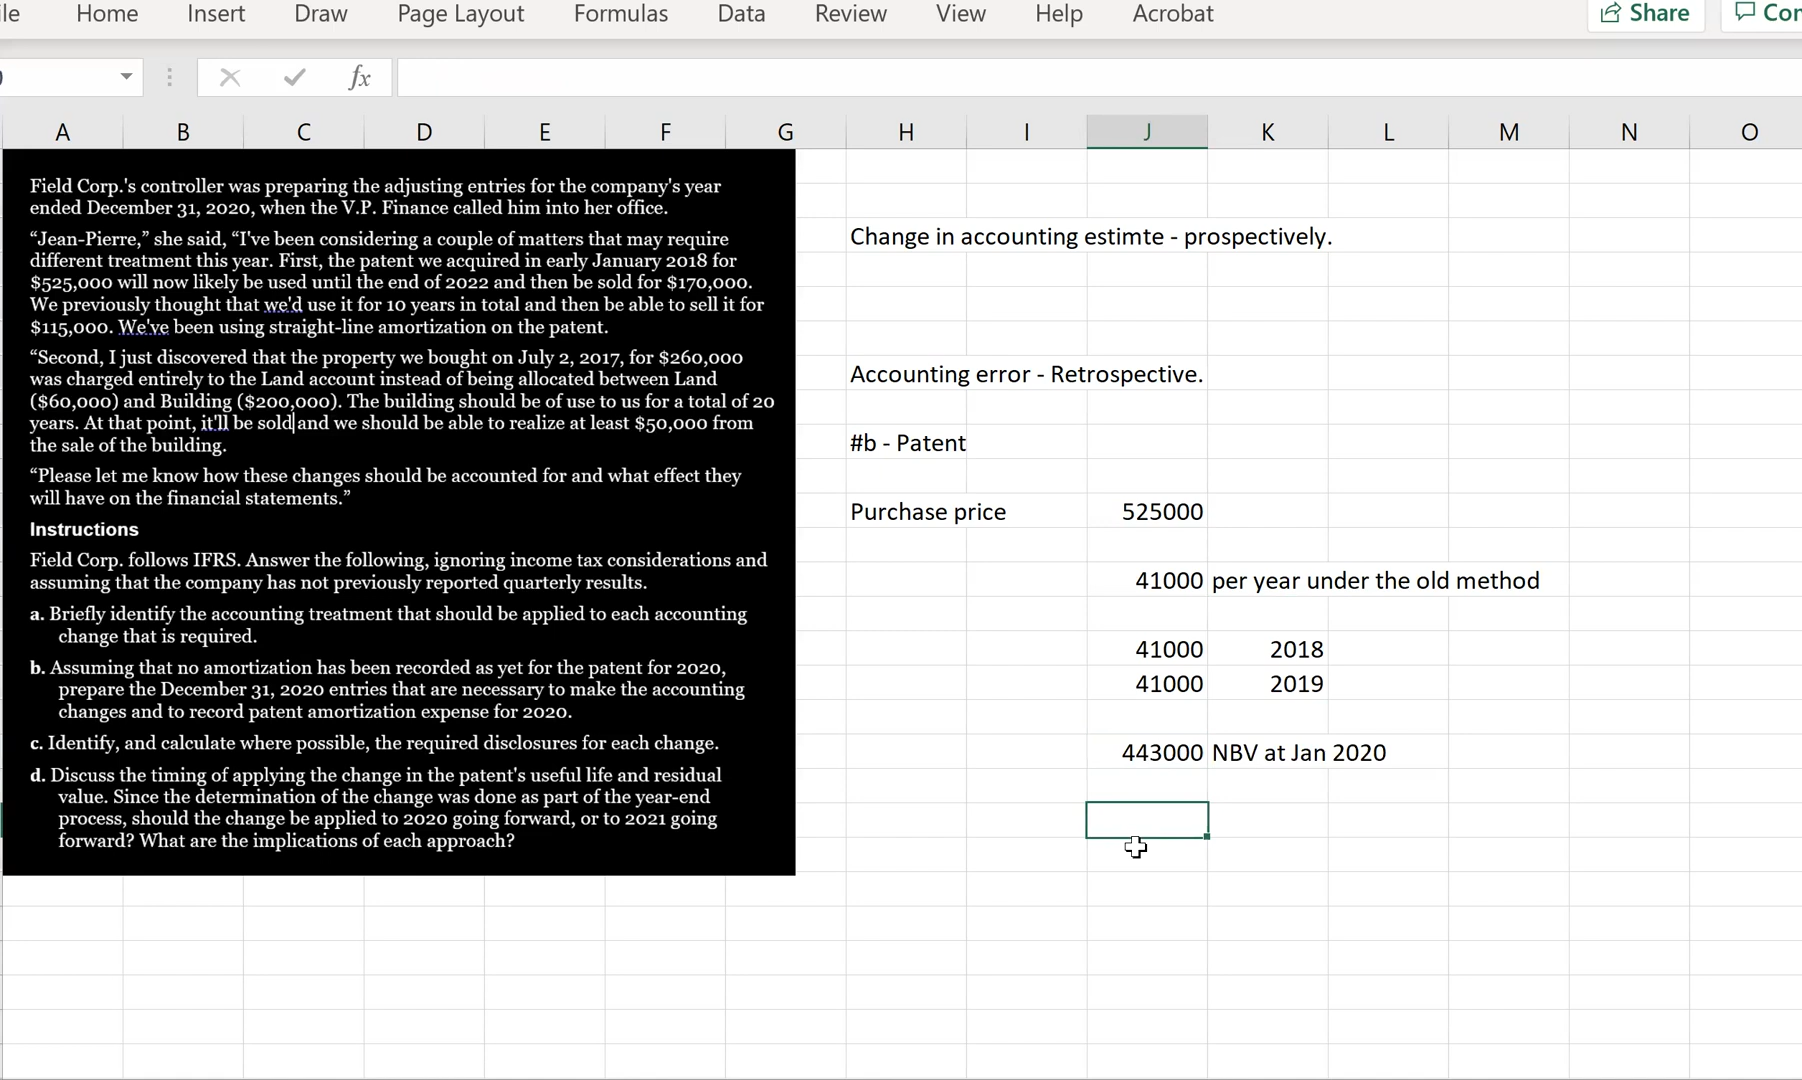 Home Insert Draw Page Layout Formulas Data Review View Help Acrobat Share
fx
A B C D E F G H I J K L M N O
Field Corp.'s controller was preparing the adjusting entries for the company's year
ended December 31, 2020, when the V.P. Finance called him into her office.
“Jean-Pierre,” she said, “I've been considering a couple of matters that may require
different treatment this year. First, the patent we acquired in early January 2018 for
$525,000 will now likely be used until the end of 2022 and then be sold for $170,000.
We previously thought that we'd use it for 10 years in total and then be able to sell it for
$115,000. We've been using straight-line amortization on the patent.
“Second, I just discovered that the property we bought on July 2, 2017, for $260,000
was charged entirely to the Land account instead of being allocated between Land
($60,000) and Building ($200,000). The building should be of use to us for a total of 20
years. At that point, it'll be sold and we should be able to realize at least $50,000 from
the sale of the building.
“Please let me know how these changes should be accounted for and what effect they
will have on the financial statements.”
Instructions
Field Corp. follows IFRS. Answer the following, ignoring income tax considerations and
assuming that the company has not previously reported quarterly results.
a. Briefly identify the accounting treatment that should be applied to each accounting
change that is required.
b. Assuming that no amortization has been recorded as yet for the patent for 2020,
prepare the December 31, 2020 entries that are necessary to make the accounting
changes and to record patent amortization expense for 2020.
c. Identify, and calculate where possible, the required disclosures for each change.
d. Discuss the timing of applying the change in the patent's useful life and residual
value. Since the determination of the change was done as part of the year-end
process, should the change be applied to 2020 going forward, or to 2021 going
forward? What are the implications of each approach?
Change in accounting estimte - prospectively.
Accounting error - Retrospective.
#b - Patent
Purchase price 525000
41000 per year under the old method
41000 2018
41000 2019
443000 NBV at Jan 2020